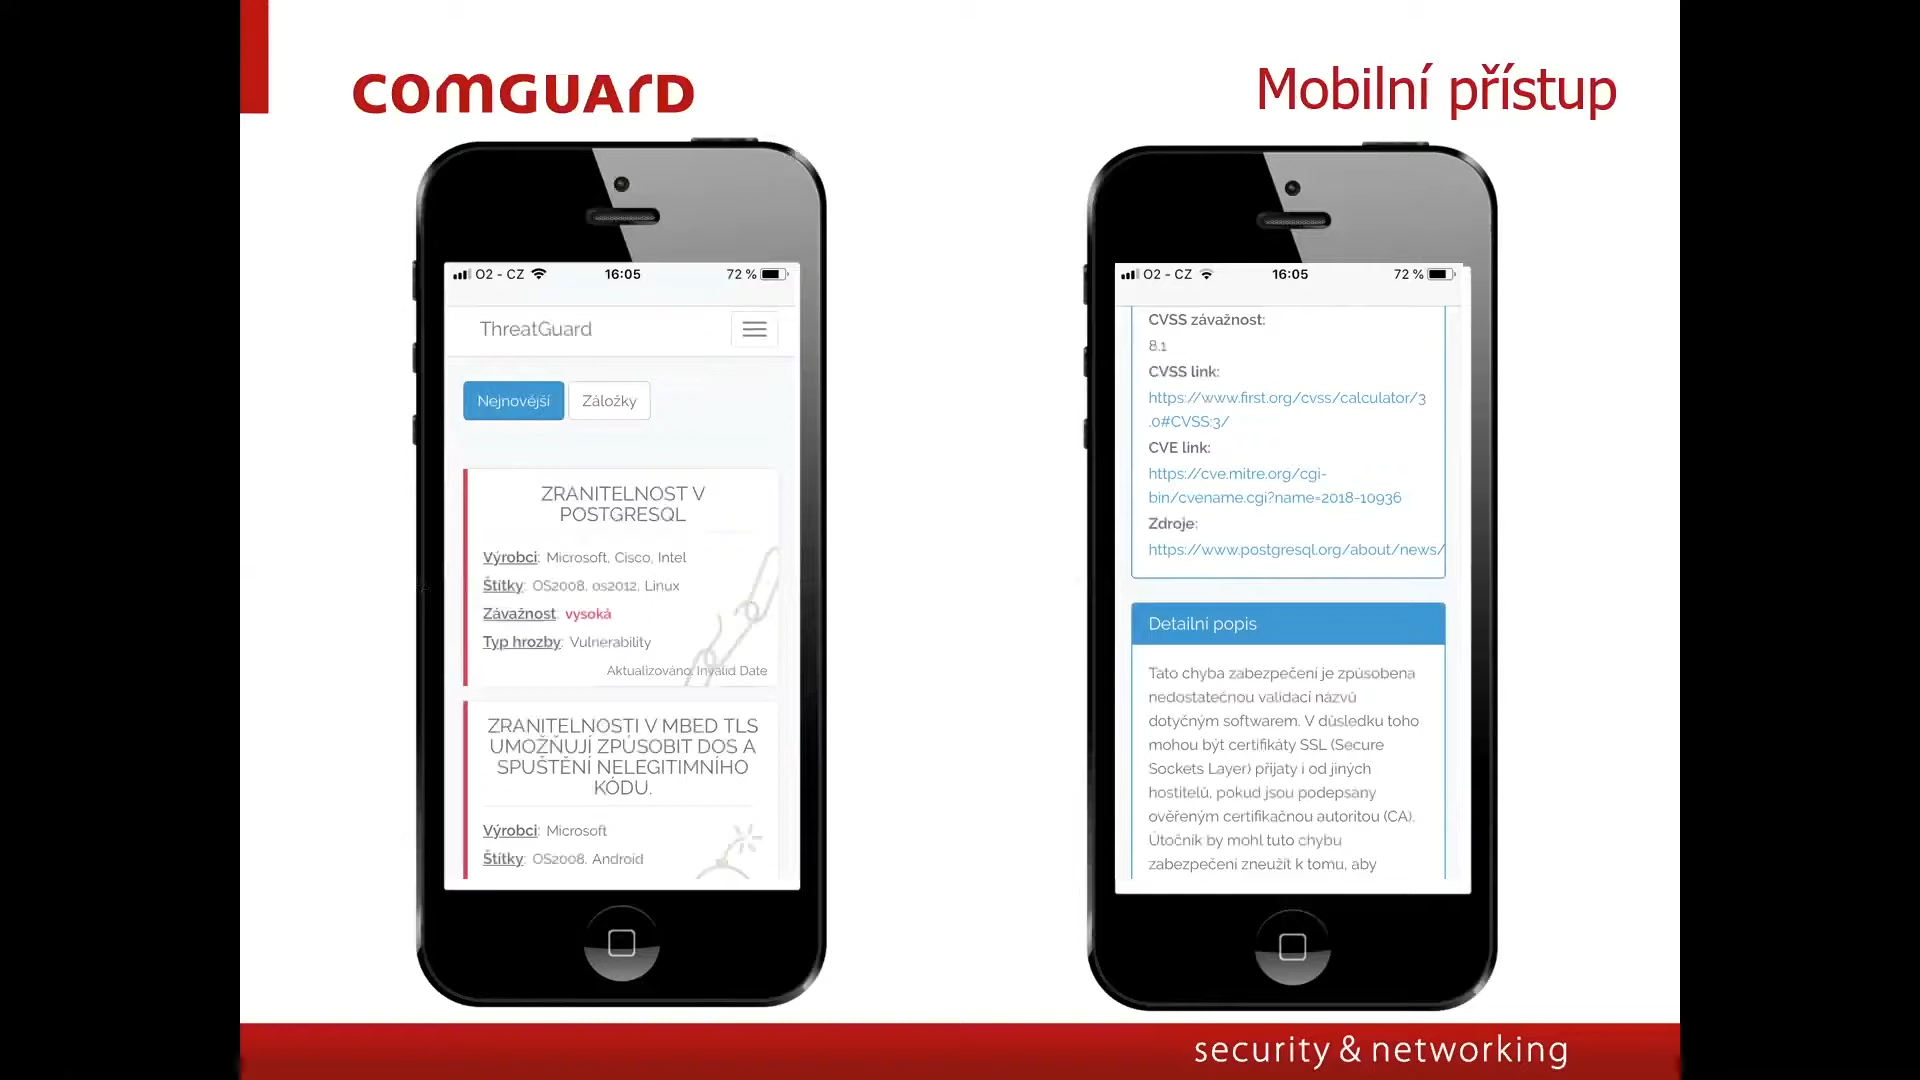 COMGUARD
Mobilní přístup
O2 - CZ 16:05 72 %
ThreatGuard
Nejnovější Záložky
ZRANITELNOST V
POSTGRESQL
Výrobci: Microsoft, Cisco, Intel
Štítky: OS2008, os2012, Linux
Závažnost: vysoká
Typ hrozby: Vulnerability
Aktualizováno: Invalid Date
ZRANITELNOSTI V MBED TLS
UMOŽŇUJÍ ZPŮSOBIT DOS A
SPUŠTĚNÍ NELEGITIMNÍHO
KÓDU.
Výrobci: Microsoft
Štítky: OS2008, Android
O2 - CZ 16:05 72 %
CVSS závažnost:
8.1
CVSS link:
https://www.first.org/cvss/calculator/3
.0#CVSS:3/
CVE link:
https://cve.mitre.org/cgi-
bin/cvename.cgi?name=2018-10936
Zdroje:
https://www.postgresql.org/about/news/
Detailní popis
Tato chyba zabezpečení je způsobena
nedostatečnou validací názvů
dotyčným softwarem. V důsledku toho
mohou být certifikáty SSL (Secure
Sockets Layer) přijaty i od jiných
hostitelů, pokud jsou podepsany
ověřeným certifikačnou autoritou (CA).
Útočník by mohl tuto chybu
zabezpečení zneužít k tomu, aby
security & networking